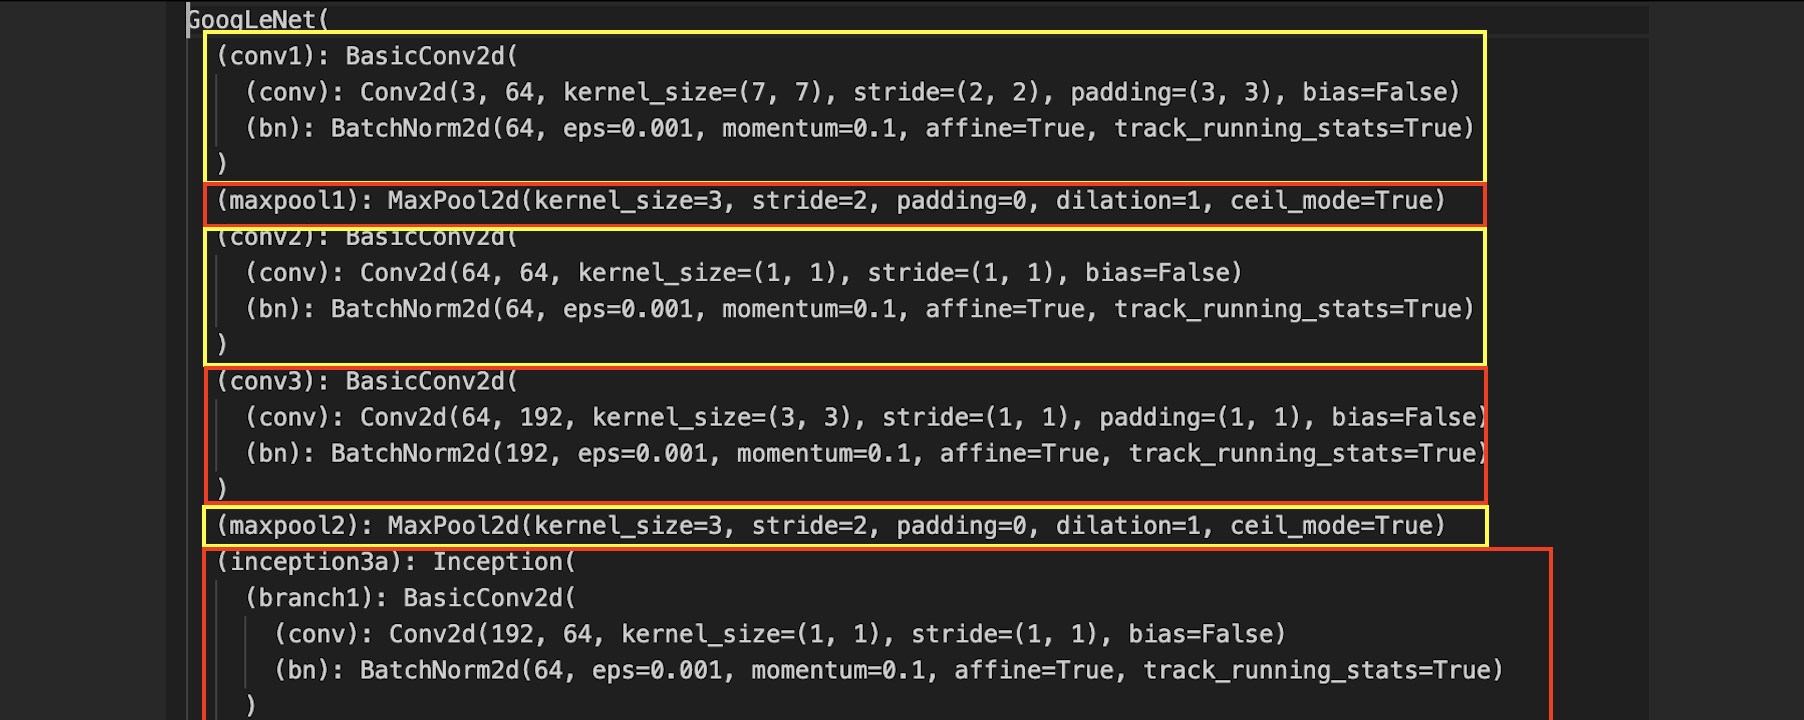 GoogLeNet(
(conv1): BasicConv2d(
(conv): Conv2d(3, 64, kernel_size=(7, 7), stride=(2, 2), padding=(3, 3), bias=False)
(bn): BatchNorm2d(64, eps=0.001, momentum=0.1, affine=True, track_running_stats=True)
)
(maxpool1): MaxPool2d(kernel_size=3, stride=2, padding=0, dilation=1, ceil_mode=True)
(conv2): BasicConv2d(
(conv): Conv2d(64, 64, kernel_size=(1, 1), stride=(1, 1), bias=False)
(bn): BatchNorm2d(64, eps=0.001, momentum=0.1, affine=True, track_running_stats=True)
)
(conv3): BasicConv2d(
(conv): Conv2d(64, 192, kernel_size=(3, 3), stride=(1, 1), padding=(1, 1), bias=False)
(bn): BatchNorm2d(192, eps=0.001, momentum=0.1, affine=True, track_running_stats=True)
)
(maxpool2): MaxPool2d(kernel_size=3, stride=2, padding=0, dilation=1, ceil_mode=True)
(inception3a): Inception(
(branch1): BasicConv2d(
(conv): Conv2d(192, 64, kernel_size=(1, 1), stride=(1, 1), bias=False)
(bn): BatchNorm2d(64, eps=0.001, momentum=0.1, affine=True, track_running_stats=True)
)